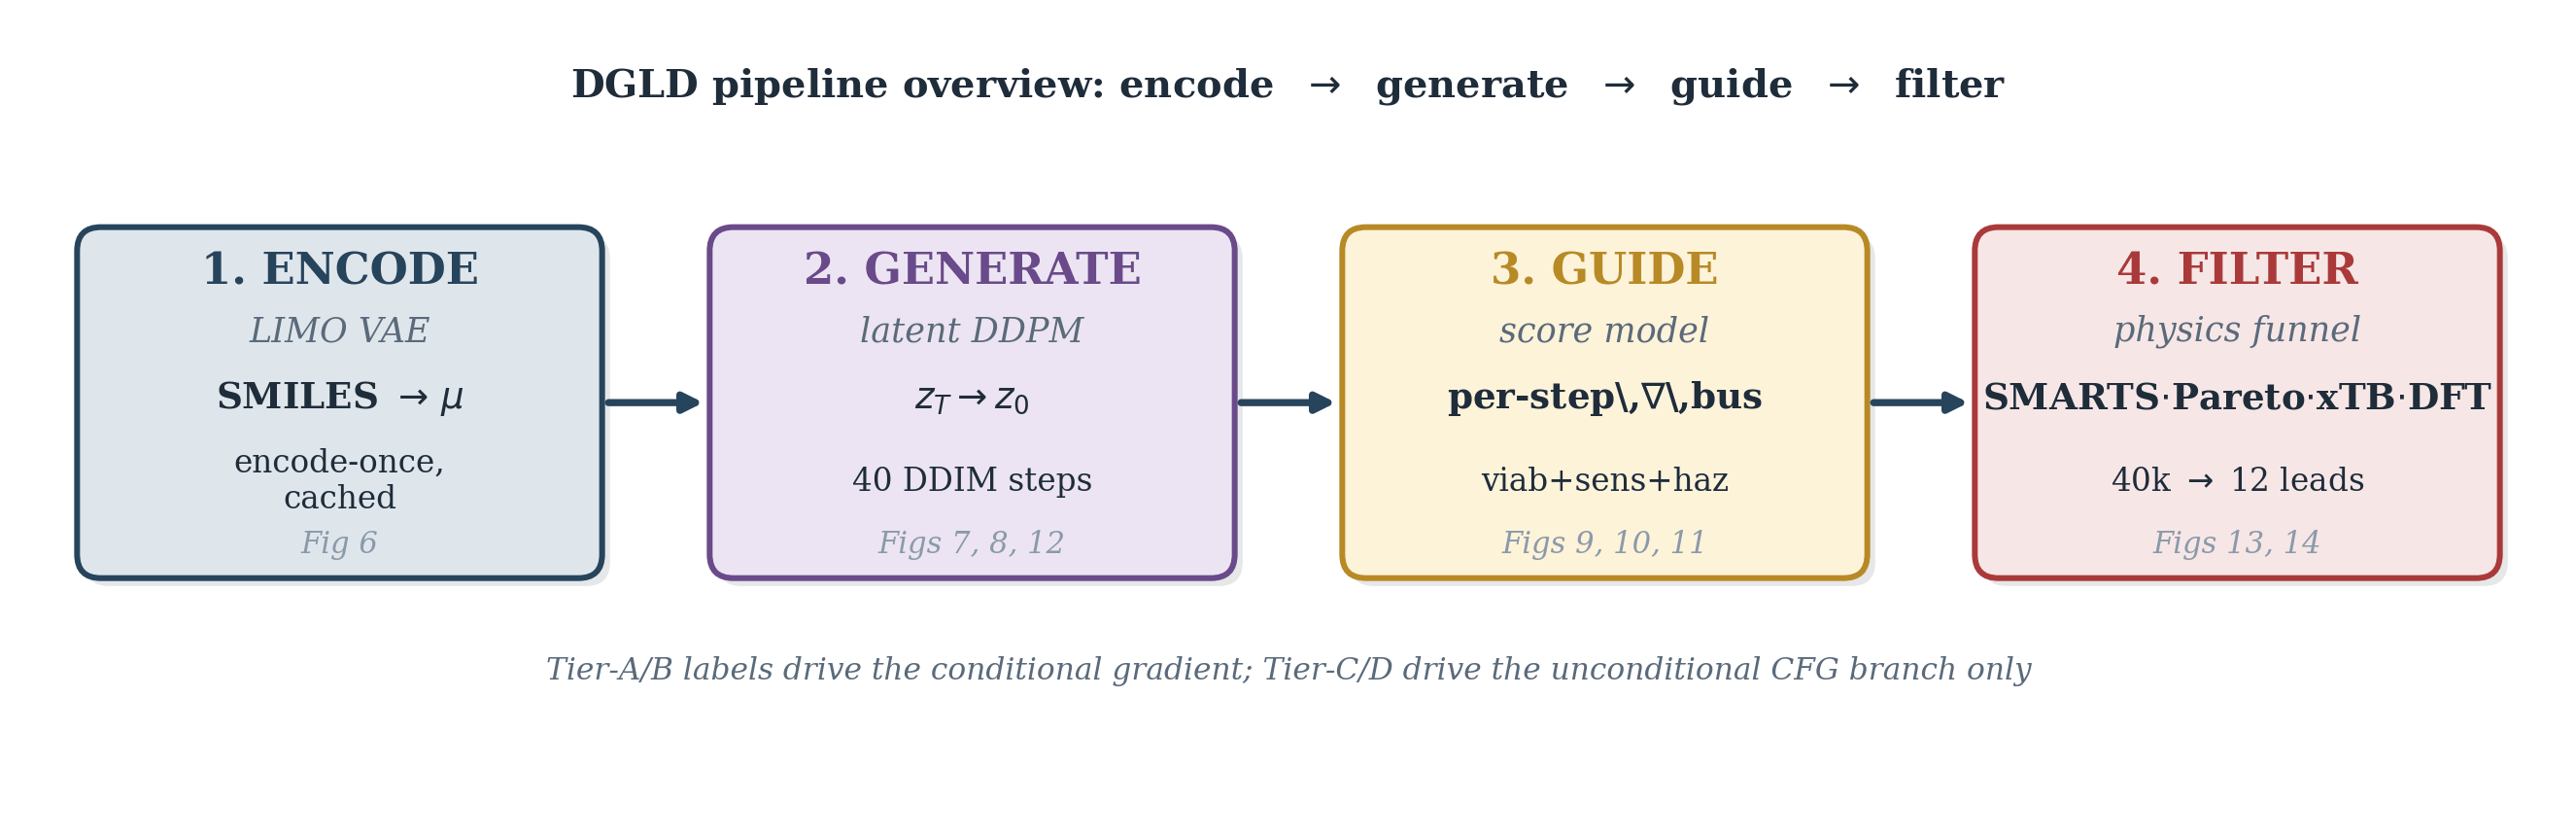 DGLD pipeline overview: encode → generate → guide → filter
1. ENCODE
LIMO VAE
SMILES → μ
encode-once,
cached
Fig 6
2. GENERATE
latent DDPM
z_T → z_0
40 DDIM steps
Figs 7, 8, 12
3. GUIDE
score model
per-step\,∇\,bus
viab+sens+haz
Figs 9, 10, 11
4. FILTER
physics funnel
SMARTS·Pareto·xTB·DFT
40k → 12 leads
Figs 13, 14
Tier-A/B labels drive the conditional gradient; Tier-C/D drive the unconditional CFG branch only